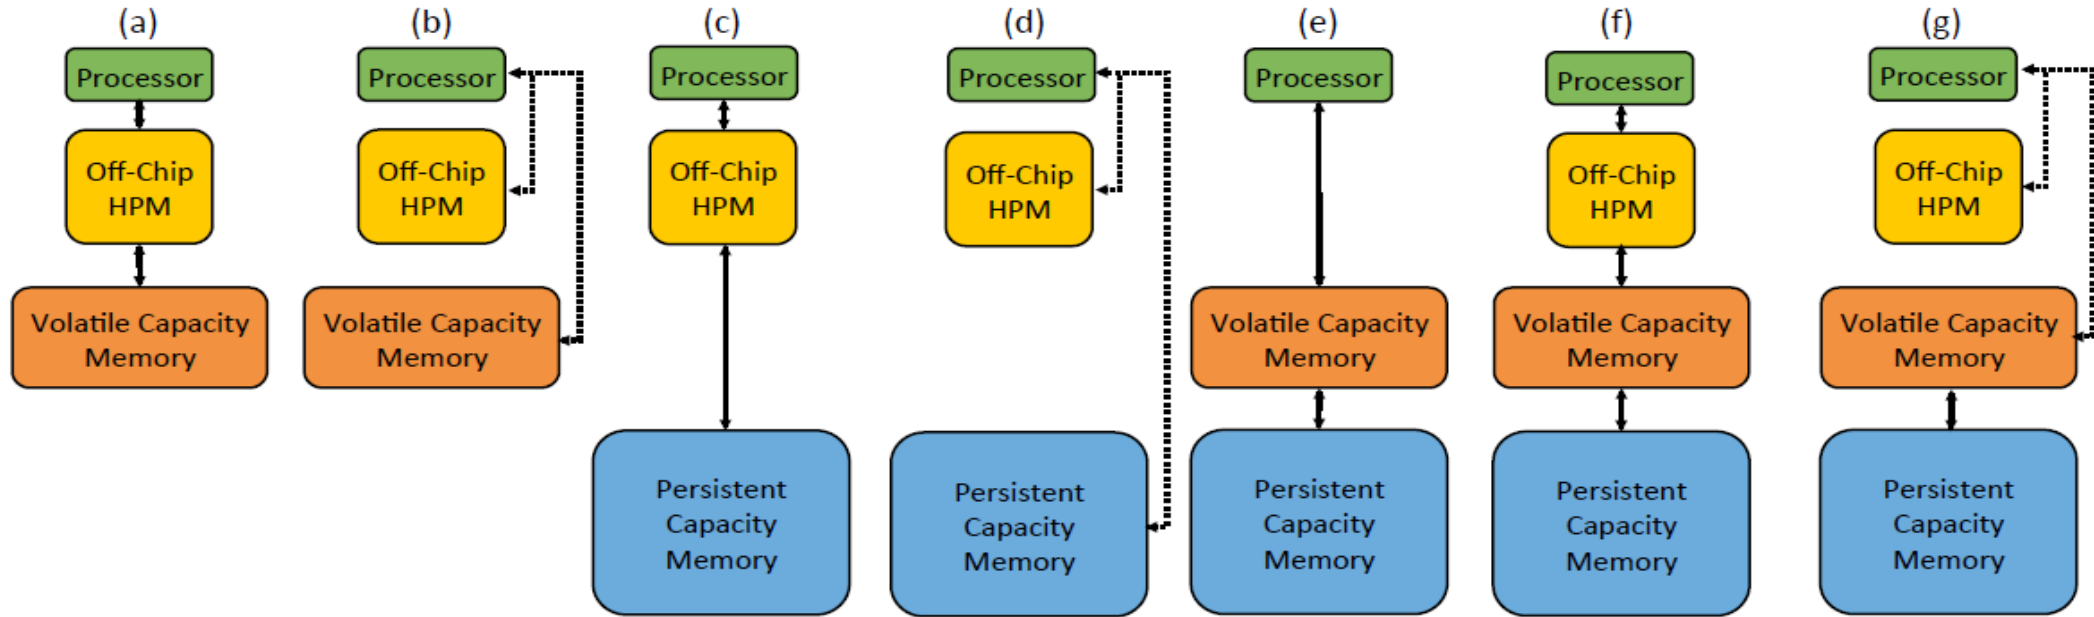 (a)
Processor
Off-Chip
HPM
Volatile Capacity
Memory
(b)
Processor
Off-Chip
HPM
Volatile Capacity
Memory
(c)
Processor
Off-Chip
HPM
Persistent
Capacity
Memory
(d)
Processor
Off-Chip
HPM
Persistent
Capacity
Memory
(e)
Processor
Volatile Capacity
Memory
Persistent
Capacity
Memory
(f)
Processor
Off-Chip
HPM
Volatile Capacity
Memory
Persistent
Capacity
Memory
(g)
Processor
Off-Chip
HPM
Volatile Capacity
Memory
Persistent
Capacity
Memory